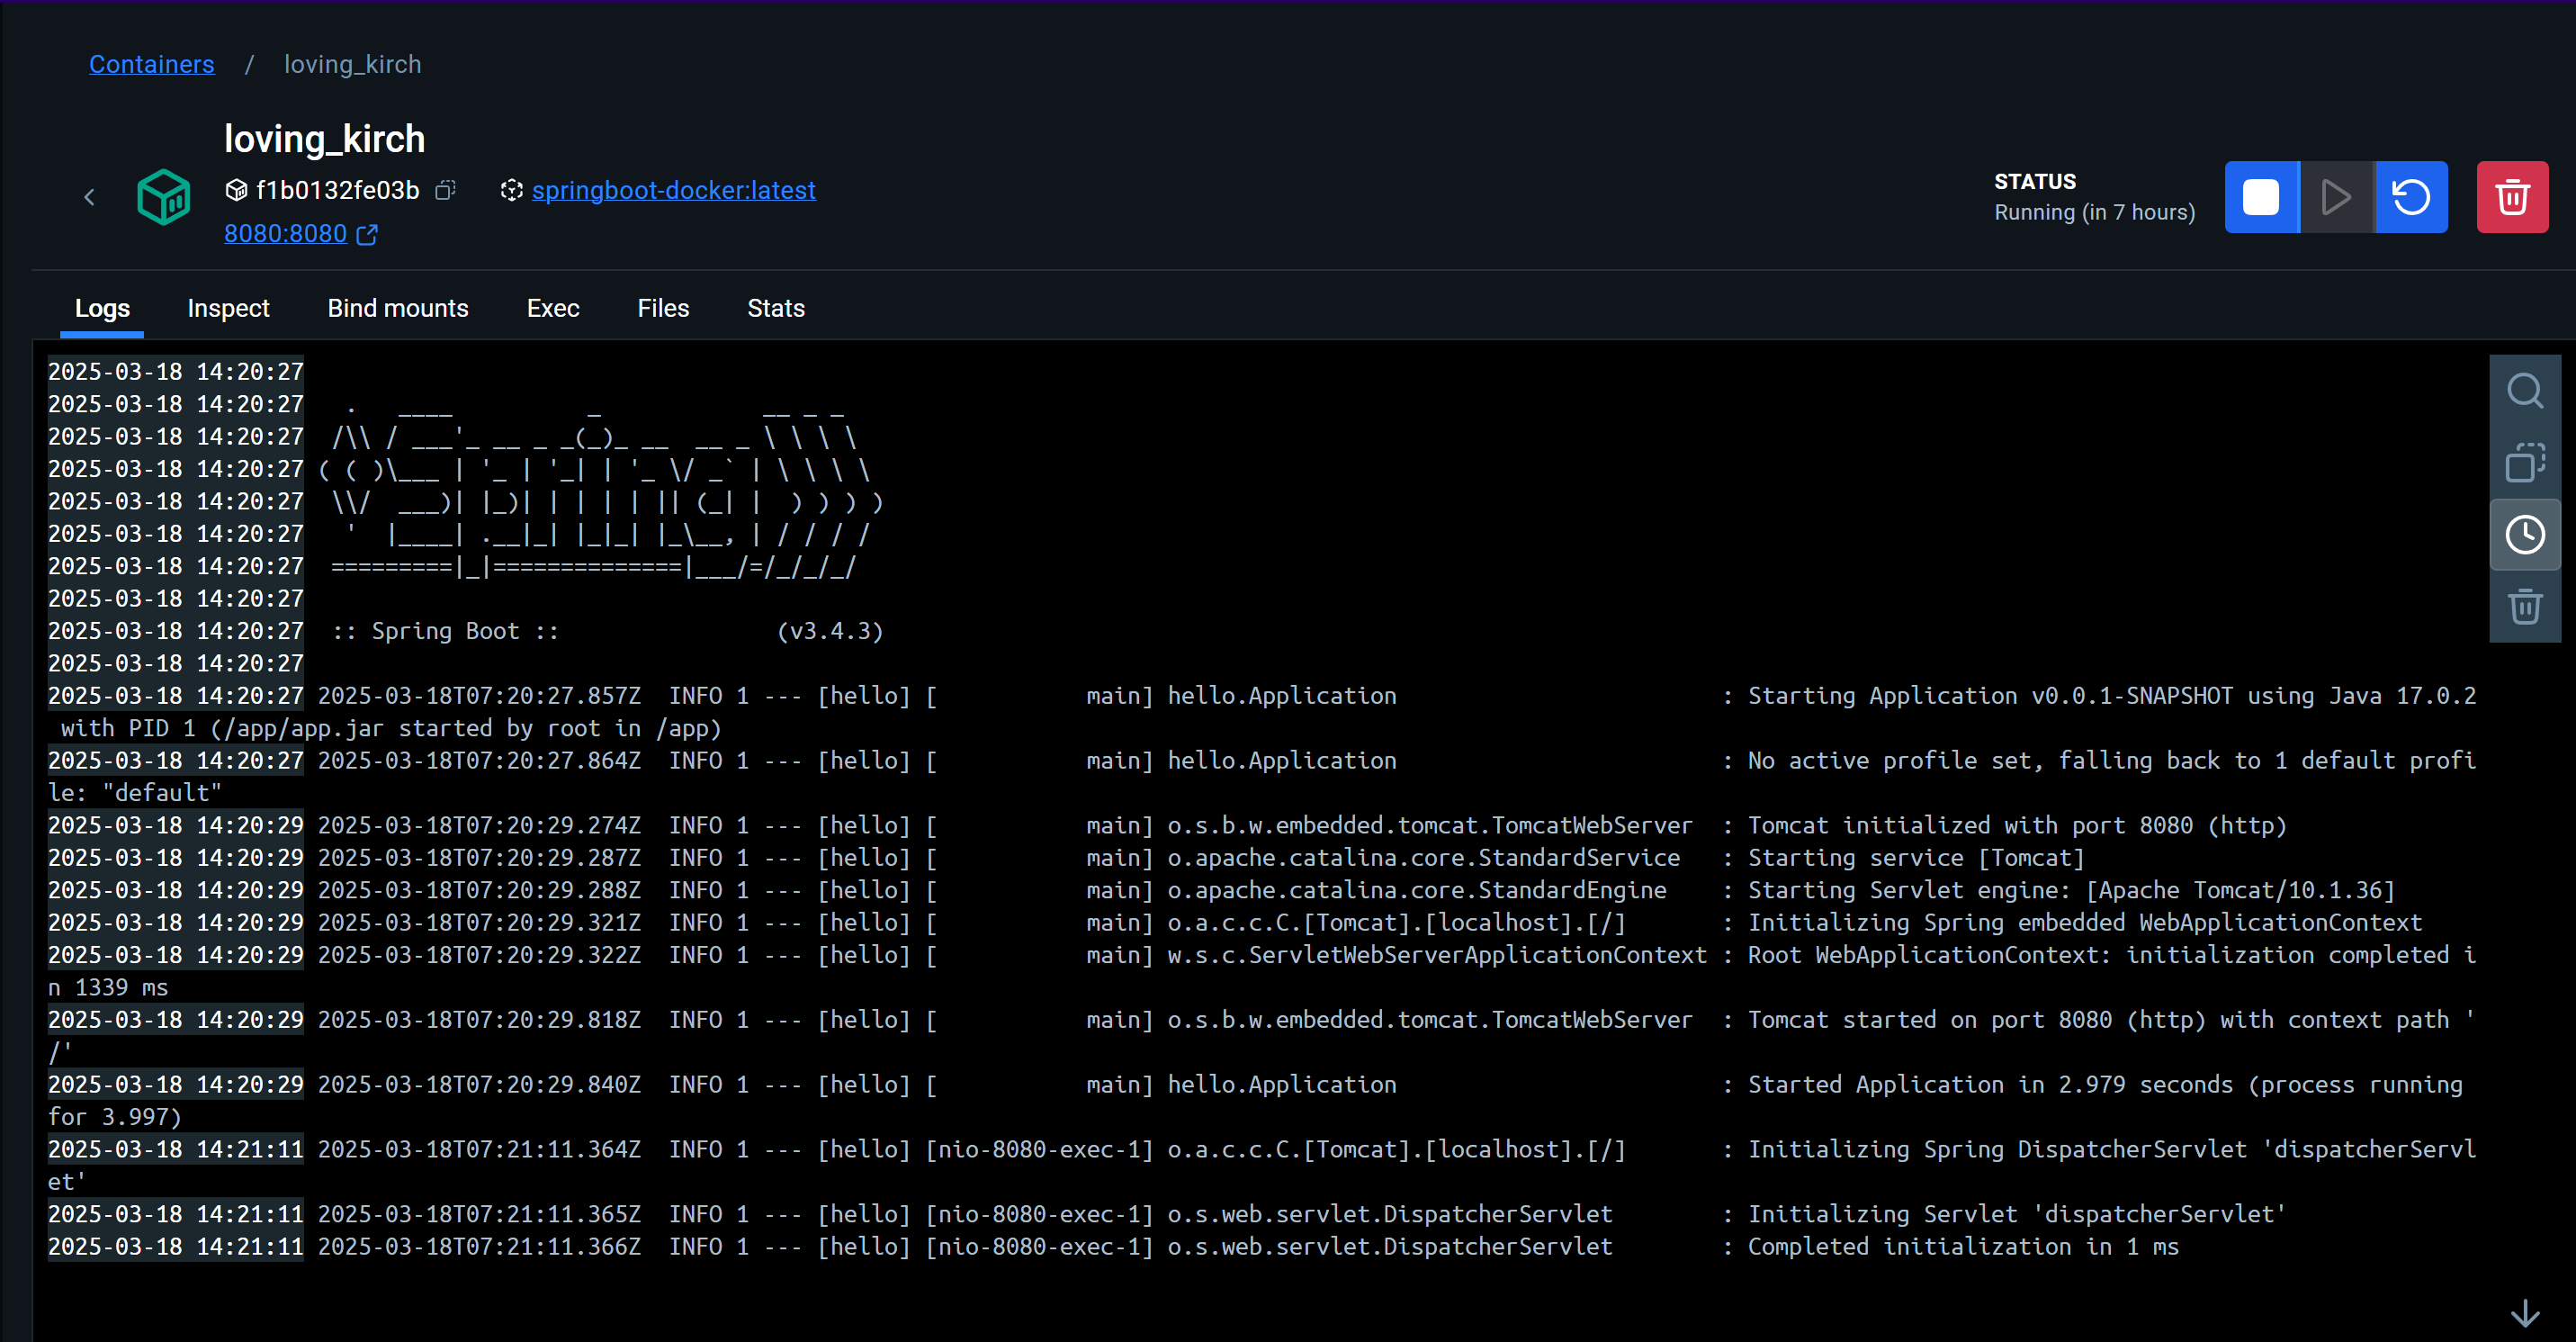 Containers / loving_kirch
loving_kirch
f1b0132fe03b springboot-docker:latest
8080:8080
STATUS
Running (in 7 hours)
Logs Inspect Bind mounts Exec Files Stats
2025-03-18 14:20:27
2025-03-18 14:20:27   .   ____          _            __ _ _
2025-03-18 14:20:27  /\\ / ___'_ __ _ _(_)_ __  __ _ \ \ \ \
2025-03-18 14:20:27 ( ( )\___ | '_ | '_| | '_ \/ _` | \ \ \ \
2025-03-18 14:20:27  \\/  ___)| |_)| | | | | || (_| |  ) ) ) )
2025-03-18 14:20:27   '  |____| .__|_| |_|_| |_\__, | / / / /
2025-03-18 14:20:27  =========|_|==============|___/=/_/_/_/
2025-03-18 14:20:27
2025-03-18 14:20:27  :: Spring Boot ::                (v3.4.3)
2025-03-18 14:20:27
2025-03-18 14:20:27 2025-03-18T07:20:27.857Z  INFO 1 --- [hello] [           main] hello.Application                        : Starting Application v0.0.1-SNAPSHOT using Java 17.0.2
 with PID 1 (/app/app.jar started by root in /app)
2025-03-18 14:20:27 2025-03-18T07:20:27.864Z  INFO 1 --- [hello] [           main] hello.Application                        : No active profile set, falling back to 1 default profi
le: "default"
2025-03-18 14:20:29 2025-03-18T07:20:29.274Z  INFO 1 --- [hello] [           main] o.s.b.w.embedded.tomcat.TomcatWebServer  : Tomcat initialized with port 8080 (http)
2025-03-18 14:20:29 2025-03-18T07:20:29.287Z  INFO 1 --- [hello] [           main] o.apache.catalina.core.StandardService   : Starting service [Tomcat]
2025-03-18 14:20:29 2025-03-18T07:20:29.288Z  INFO 1 --- [hello] [           main] o.apache.catalina.core.StandardEngine    : Starting Servlet engine: [Apache Tomcat/10.1.36]
2025-03-18 14:20:29 2025-03-18T07:20:29.321Z  INFO 1 --- [hello] [           main] o.a.c.c.C.[Tomcat].[localhost].[/]       : Initializing Spring embedded WebApplicationContext
2025-03-18 14:20:29 2025-03-18T07:20:29.322Z  INFO 1 --- [hello] [           main] w.s.c.ServletWebServerApplicationContext : Root WebApplicationContext: initialization completed i
n 1339 ms
2025-03-18 14:20:29 2025-03-18T07:20:29.818Z  INFO 1 --- [hello] [           main] o.s.b.w.embedded.tomcat.TomcatWebServer  : Tomcat started on port 8080 (http) with context path '
/'
2025-03-18 14:20:29 2025-03-18T07:20:29.840Z  INFO 1 --- [hello] [           main] hello.Application                        : Started Application in 2.979 seconds (process running
for 3.997)
2025-03-18 14:21:11 2025-03-18T07:21:11.364Z  INFO 1 --- [hello] [nio-8080-exec-1] o.a.c.c.C.[Tomcat].[localhost].[/]       : Initializing Spring DispatcherServlet 'dispatcherServl
et'
2025-03-18 14:21:11 2025-03-18T07:21:11.365Z  INFO 1 --- [hello] [nio-8080-exec-1] o.s.web.servlet.DispatcherServlet        : Initializing Servlet 'dispatcherServlet'
2025-03-18 14:21:11 2025-03-18T07:21:11.366Z  INFO 1 --- [hello] [nio-8080-exec-1] o.s.web.servlet.DispatcherServlet        : Completed initialization in 1 ms